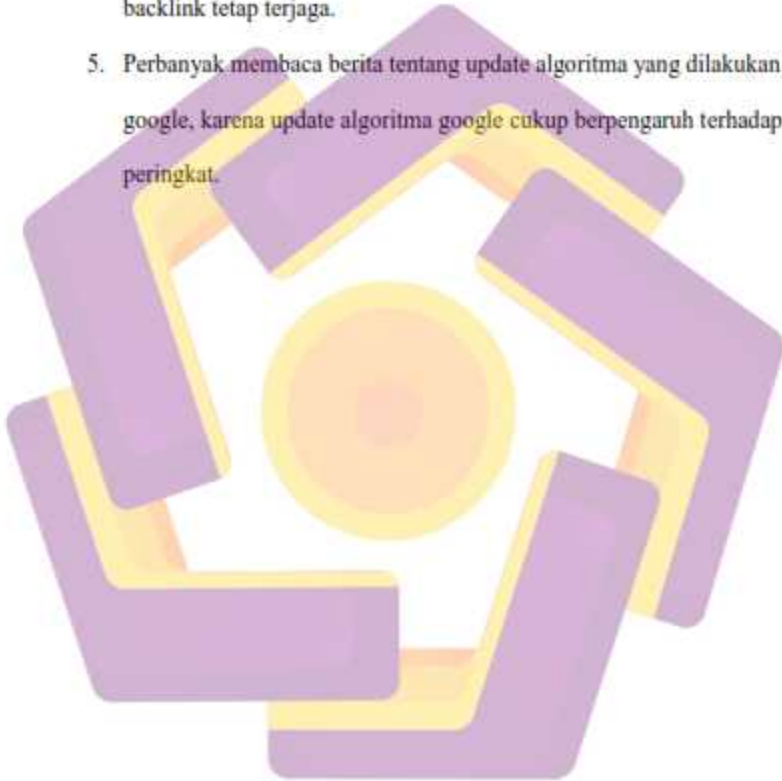 backlink tetap terjaga.
5. Perbanyak membaca berita tentang update algoritma yang dilakukan
google, karena update algoritma google cukup berpengaruh terhadap
peringkat.